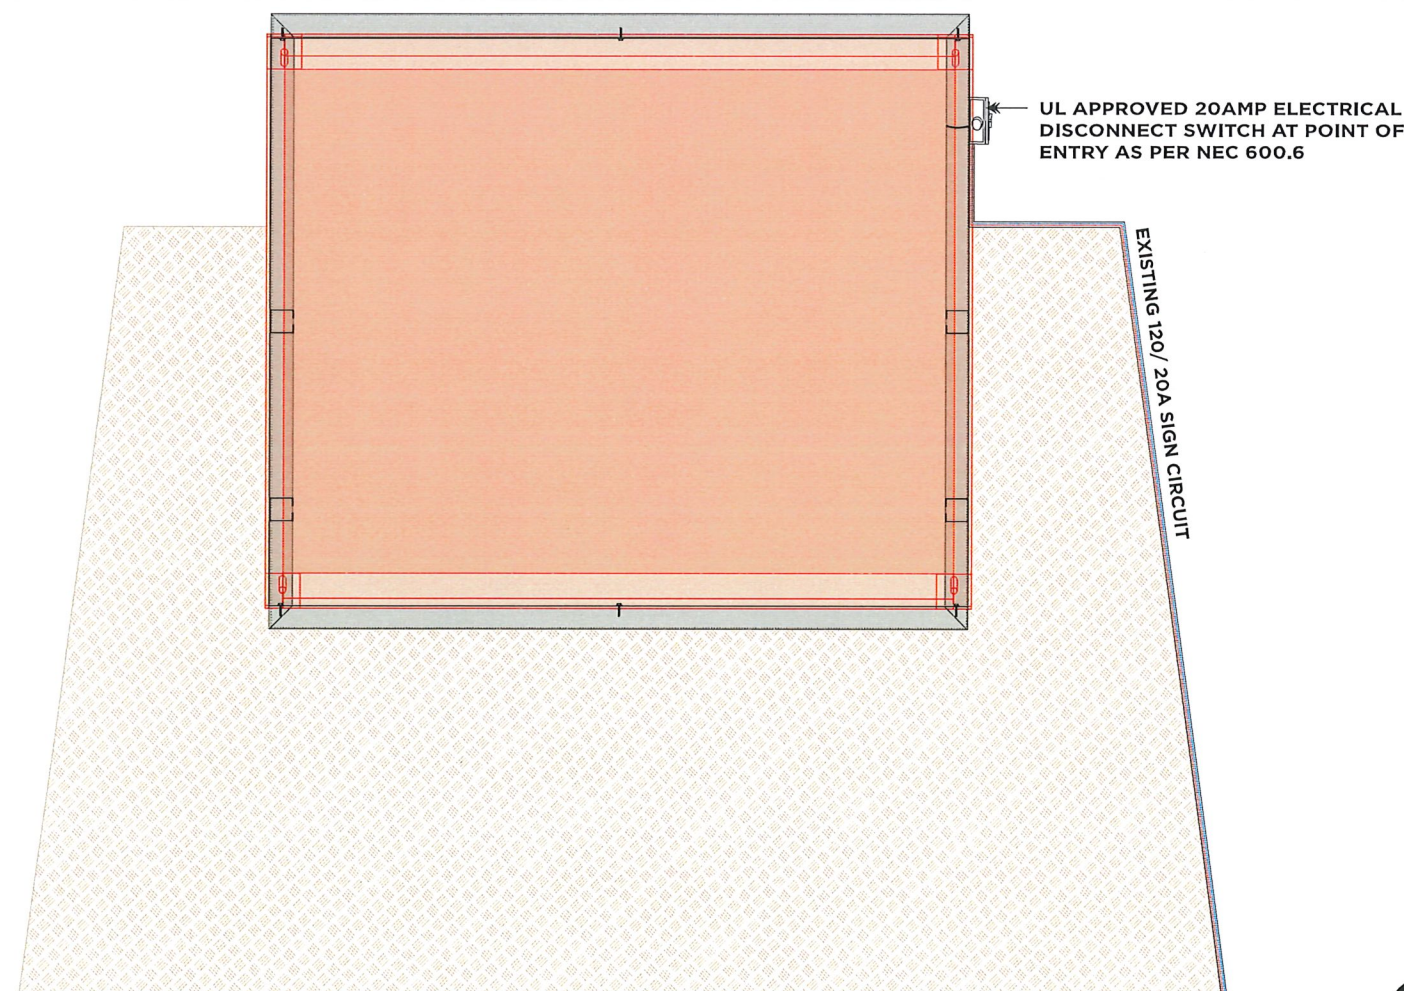 UL APPROVED 20AMP ELECTRICAL
DISCONNECT SWITCH AT POINT OF
ENTRY AS PER NEC 600.6
EXISTING 120/ 20A SIGN CIRCUIT